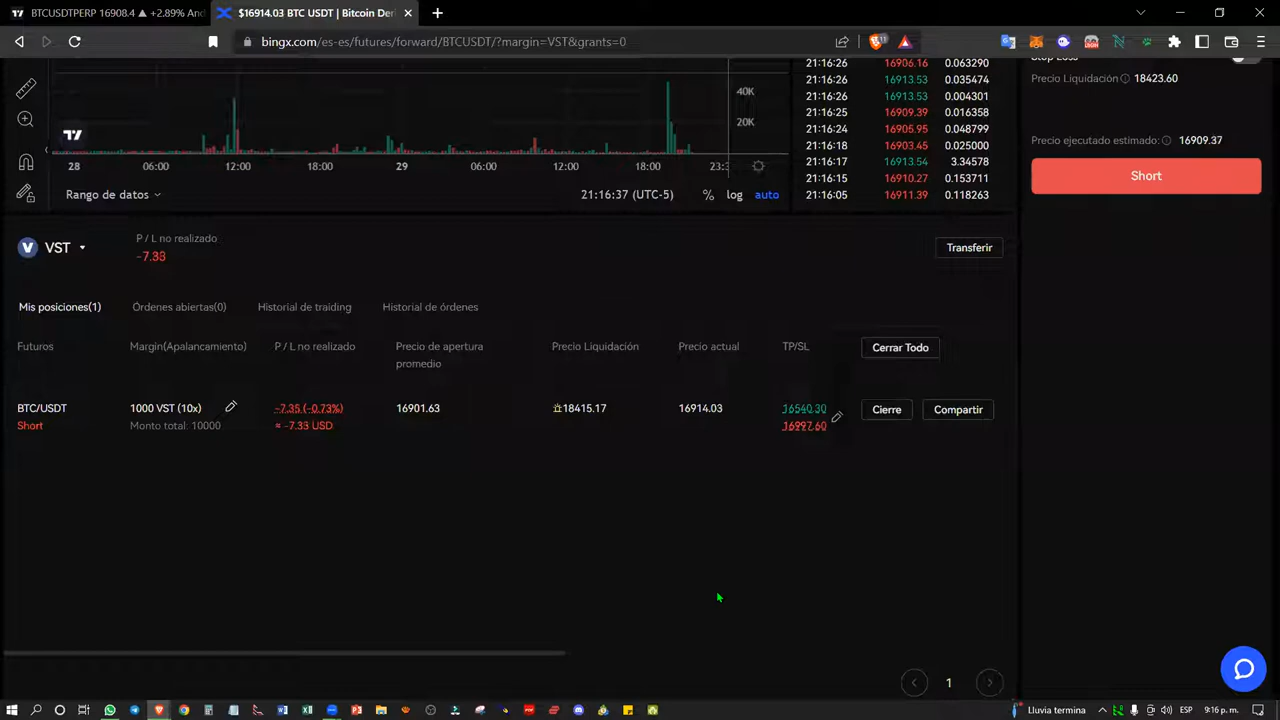 BTCUSDTPERP 16908.4 ▲ +2.89% And
$16914.03 BTC USDT | Bitcoin Der
bingx.com/es-es/futures/forward/BTCUSDT/?margin=VST&grants=0
11
21:16:26 16906.16 0.063290
21:16:26 16913.53 0.035474
21:16:26 16913.53 0.004301
21:16:25 16909.39 0.016358
21:16:24 16905.95 0.048799
21:16:18 16903.45 0.025000
21:16:17 16913.54 3.34578
21:16:15 16910.27 0.153711
21:16:05 16911.39 0.118263
40K
20K
28 06:00 12:00 18:00 29 06:00 12:00 18:00 23:
Rango de datos
21:16:37 (UTC-5) % log auto
Stop Loss
Precio Liquidación 18423.60
Precio ejecutado estimado: 16909.37
Short
VST
P / L no realizado
Transferir
Mis posiciones(1) Órdenes abiertas(0) Historial de traiding Historial de órdenes
Futuros Margin(Apalancamiento) P / L no realizado Precio de apertura promedio Precio Liquidación Precio actual TP/SL Cerrar Todo
BTC/USDT 1000 VST (10x) -7.35 (-0.73%) 16901.63 18415.17 16914.03 16540.30 Cierre Compartir
Short Monto total: 10000 16997.60
1
Lluvia termina ESP 9:16 p. m.